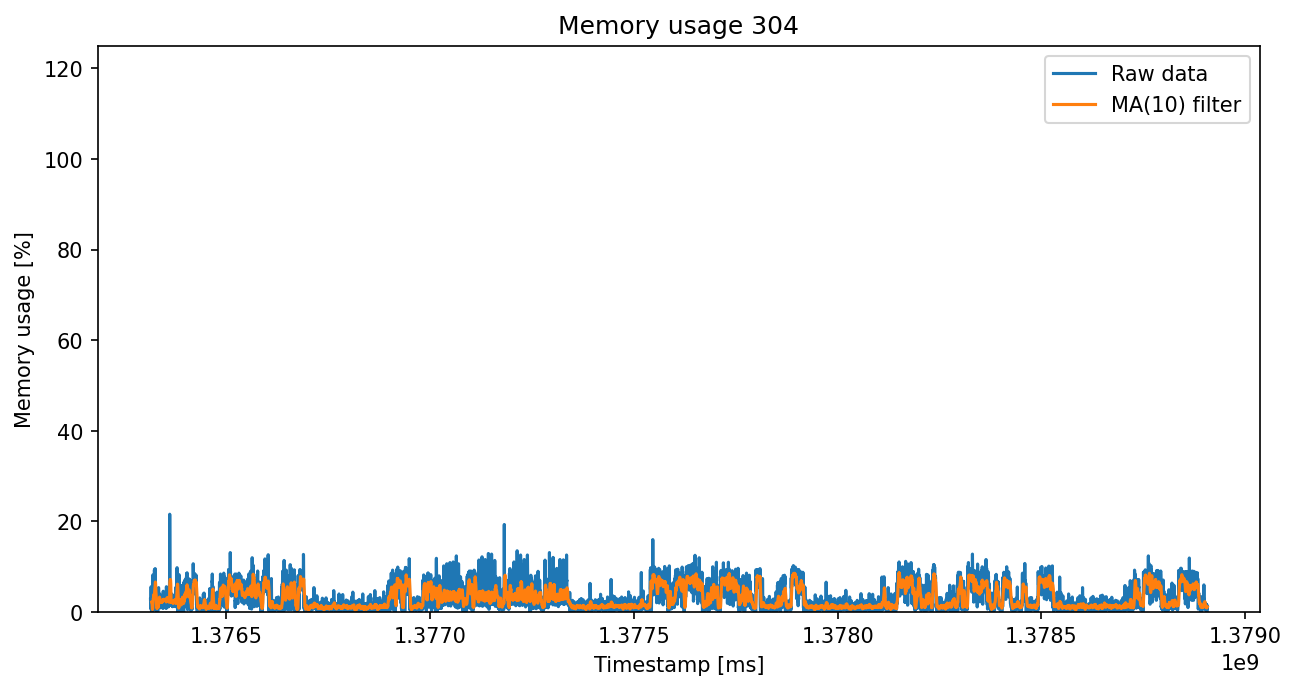 Memory usage 304
Raw data
MA(10) filter
Memory usage [%]
120
100
80
60
40
20
0
1.3765 1.3770 1.3775 1.3780 1.3785 1.3790
1e9
Timestamp [ms]